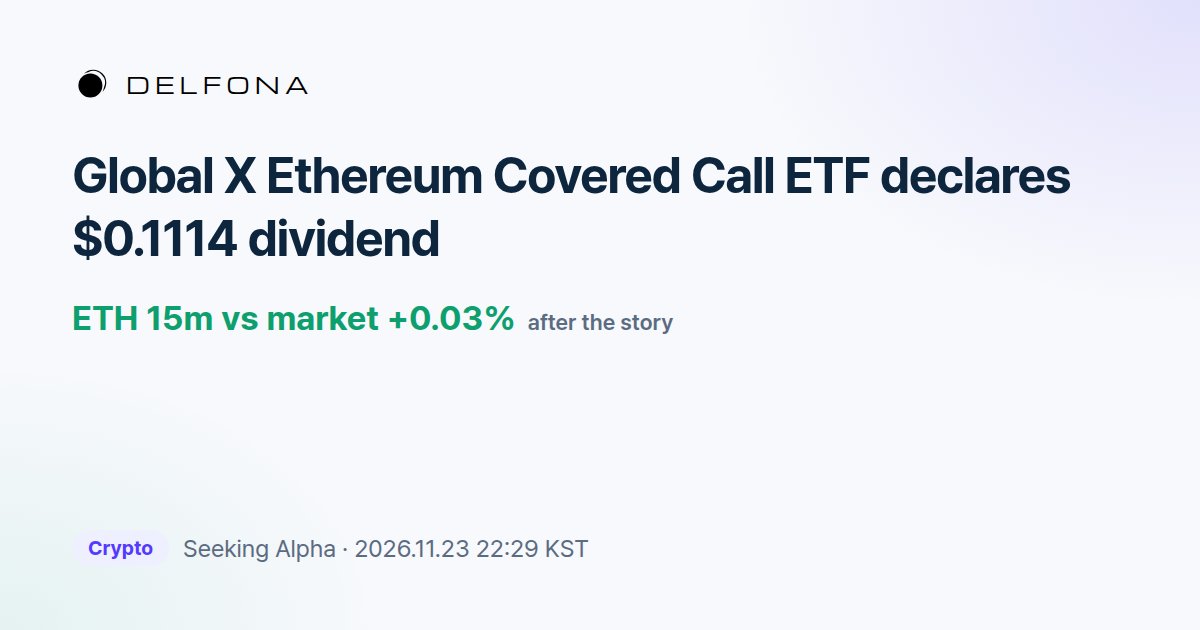 DELFONA
Global X Ethereum Covered Call ETF declares
$0.1114 dividend
ETH 15m vs market +0.03% after the story
Crypto Seeking Alpha · 2026.11.23 22:29 KST